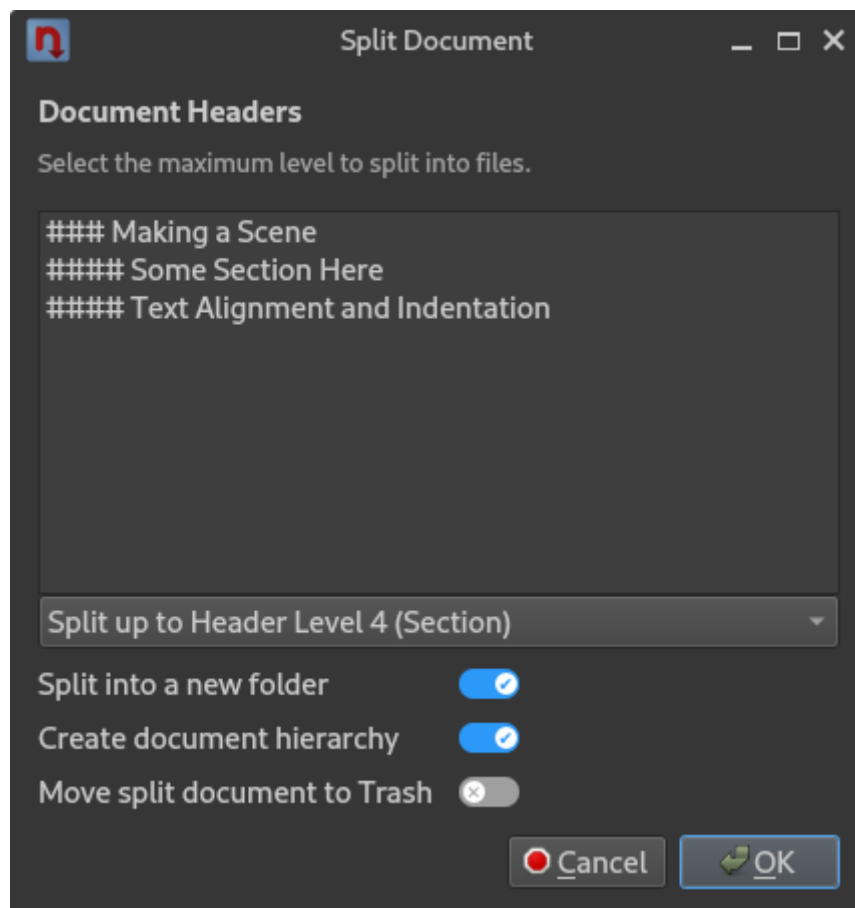 Split Document
Document Headers
Select the maximum level to split into files.
### Making a Scene
#### Some Section Here
#### Text Alignment and Indentation
Split up to Header Level 4 (Section)
Split into a new folder
Create document hierarchy
Move split document to Trash
Cancel OK